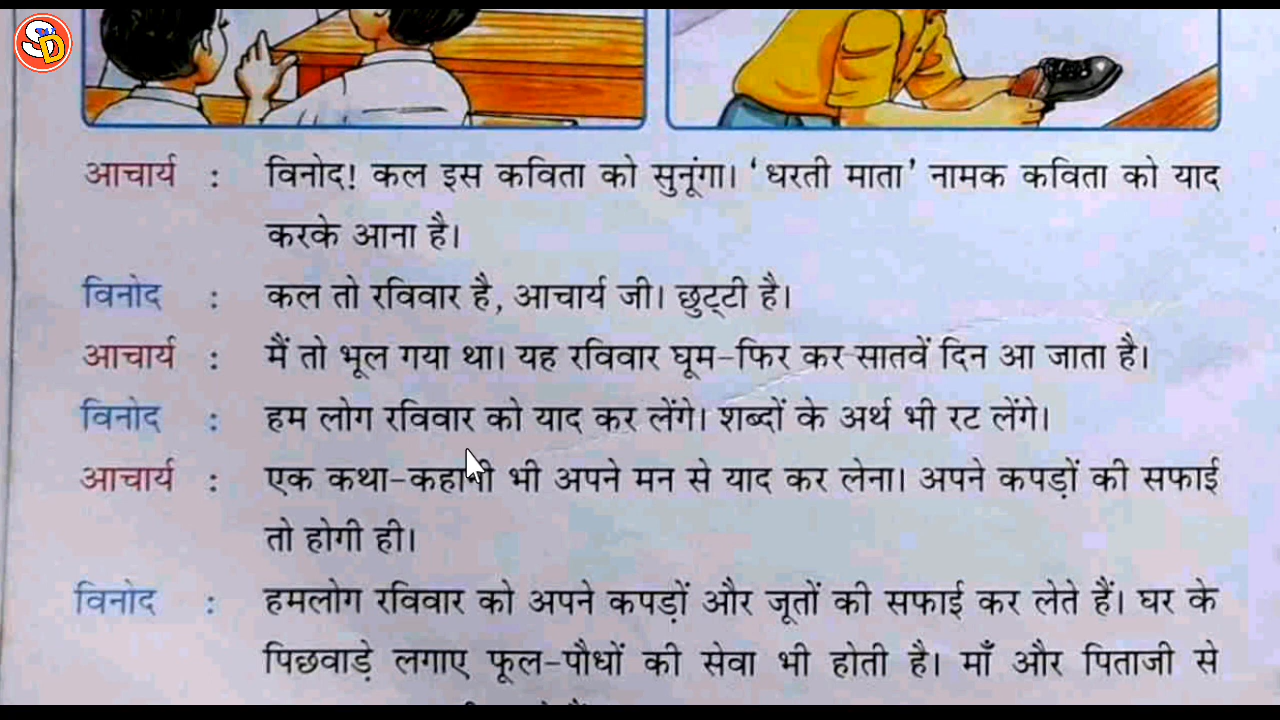 SD
आचार्य : विनोद! कल इस कविता को सुनूंगा। 'धरती माता' नामक कविता को याद
करके आना है।
विनोद : कल तो रविवार है, आचार्य जी। छुट्टी है।
आचार्य : मैं तो भूल गया था। यह रविवार घूम-फिर कर सातवें दिन आ जाता है।
विनोद : हम लोग रविवार को याद कर लेंगे। शब्दों के अर्थ भी रट लेंगे।
आचार्य : एक कथा-कहानी भी अपने मन से याद कर लेना। अपने कपड़ों की सफाई
तो होगी ही।
विनोद : हमलोग रविवार को अपने कपड़ों और जूतों की सफाई कर लेते हैं। घर के
पिछवाड़े लगाए फूल-पौधों की सेवा भी होती है। माँ और पिताजी से